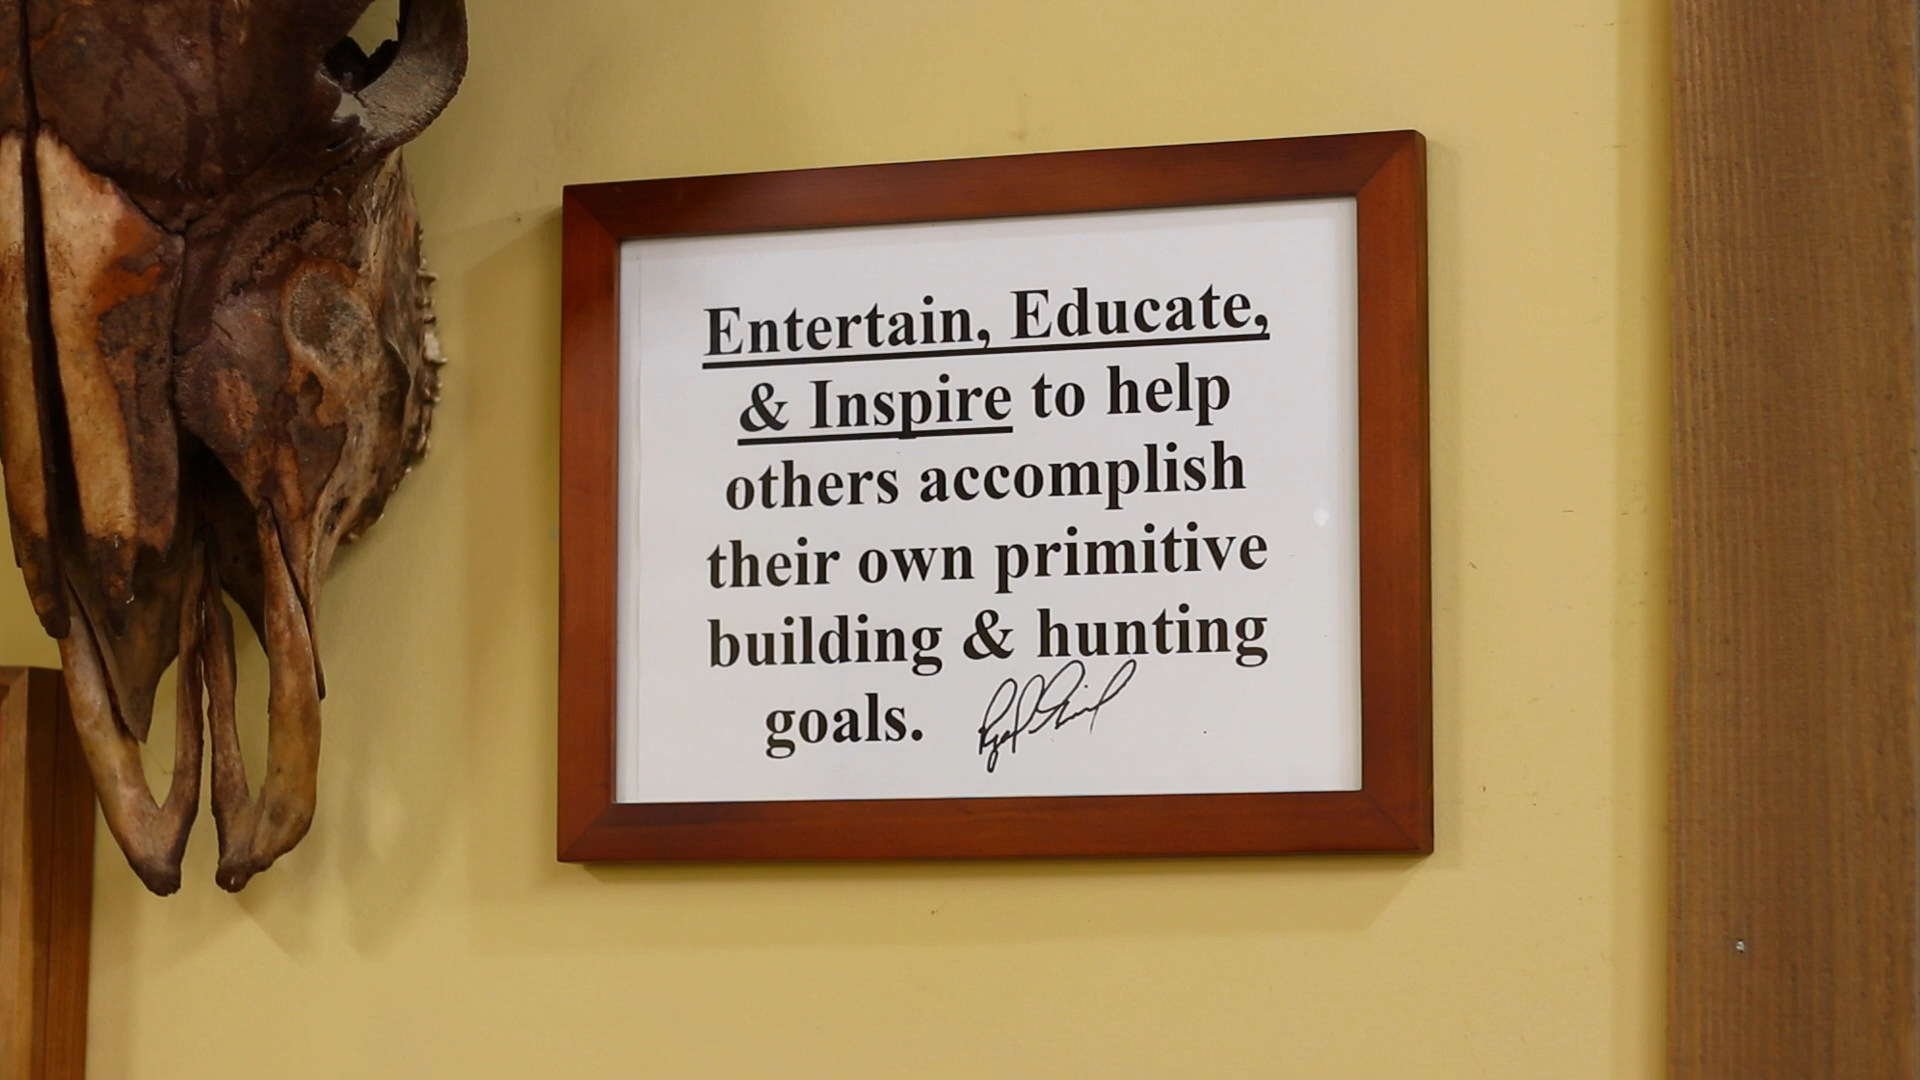 Entertain, Educate,
& Inspire to help
others accomplish
their own primitive
building & hunting
goals.